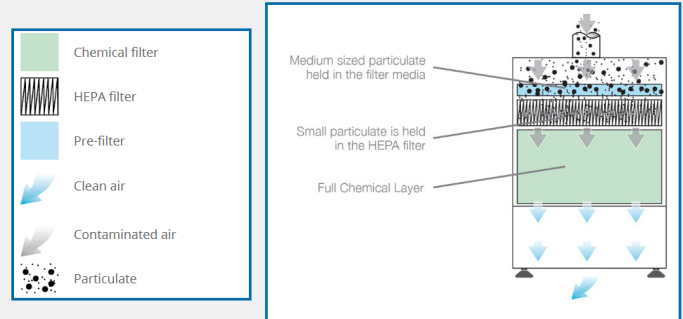 Chemical filter
HEPA filter
Pre-filter
Clean air
Contaminated air
Particulate
Medium sized particulate
held in the filter media
Small particulate is held
in the HEPA filter
Full Chemical Layer